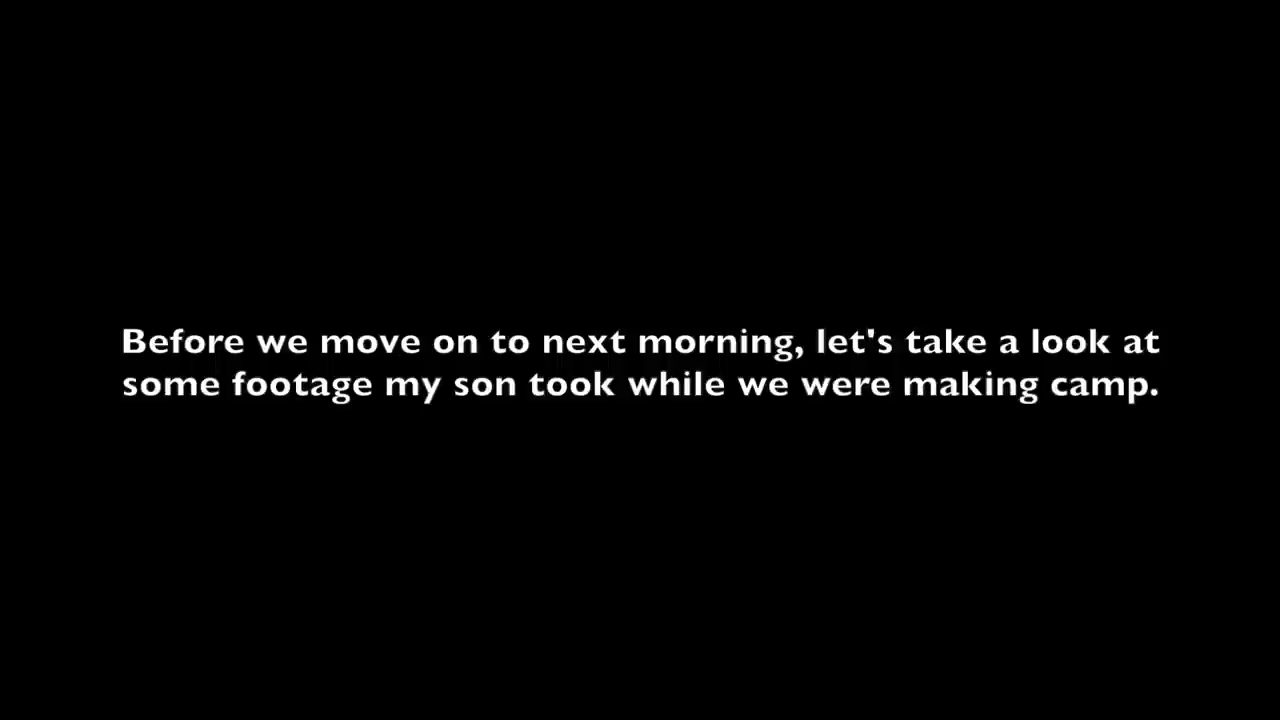 Before we move on to next morning, let's take a look at
some footage my son took while we were making camp.